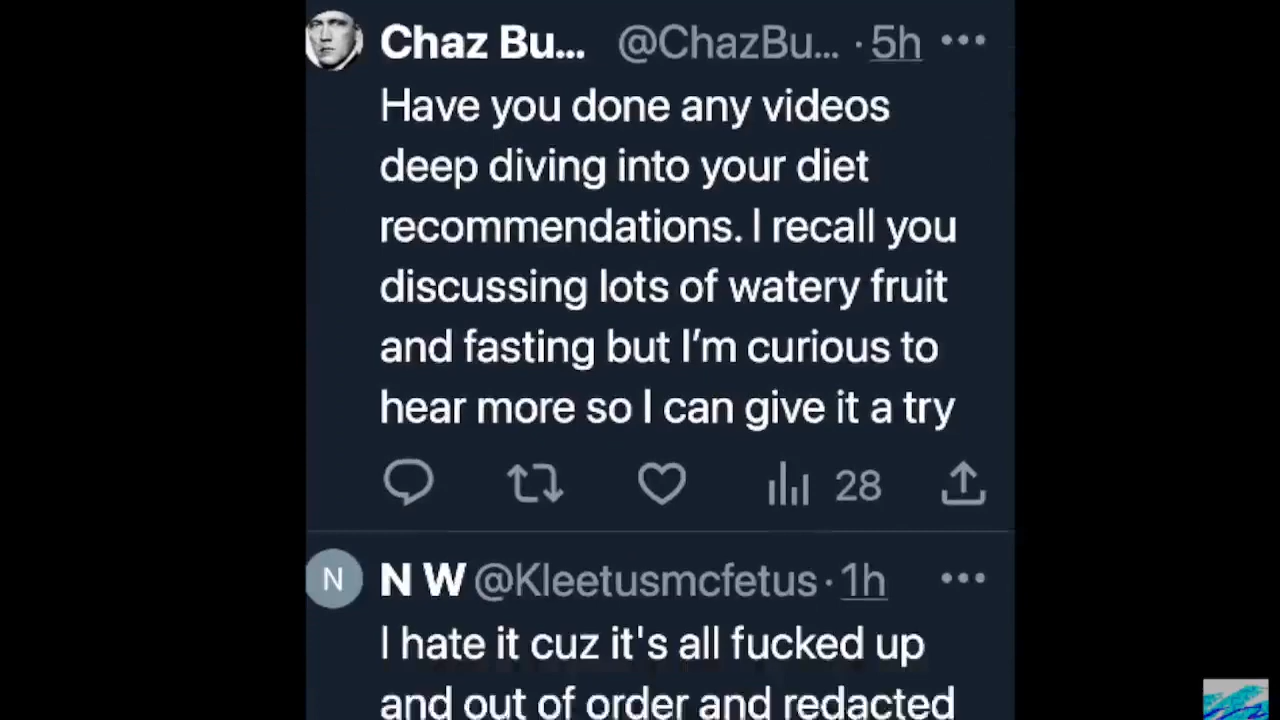 Chaz Bu... @ChazBu... · 5h
Have you done any videos
deep diving into your diet
recommendations. I recall you
discussing lots of watery fruit
and fasting but I'm curious to
hear more so I can give it a try
28
N
N W @Kleetusmcfetus · 1h
I hate it cuz it's all fucked up
and out of order and redacted